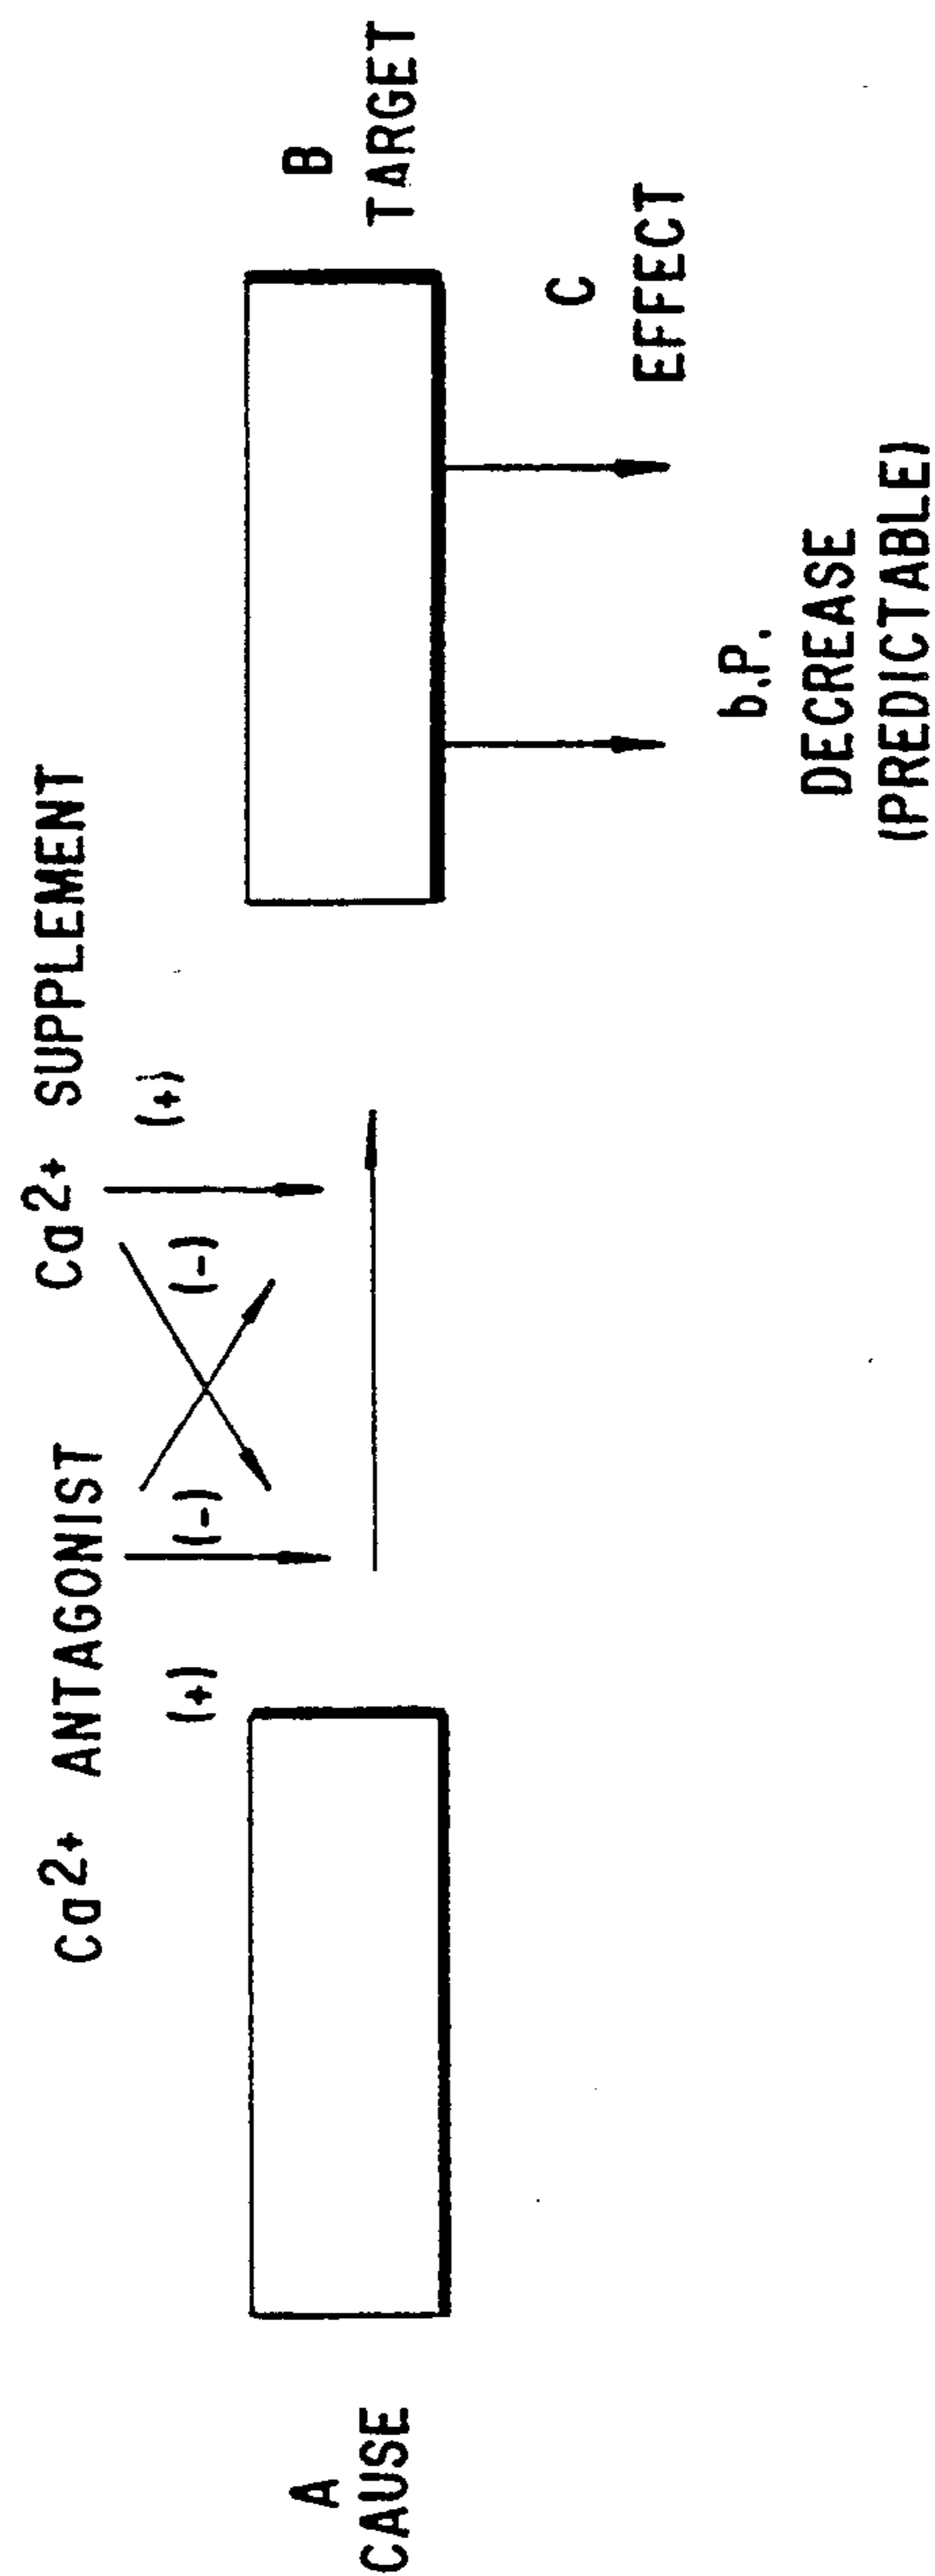 Ca²⁺ ANTAGONIST
Ca²⁺ SUPPLEMENT
(+)
(-)
(-)
(+)
A
CAUSE
B
TARGET
C
EFFECT
b.P.
DECREASE
(PREDICTABLE)